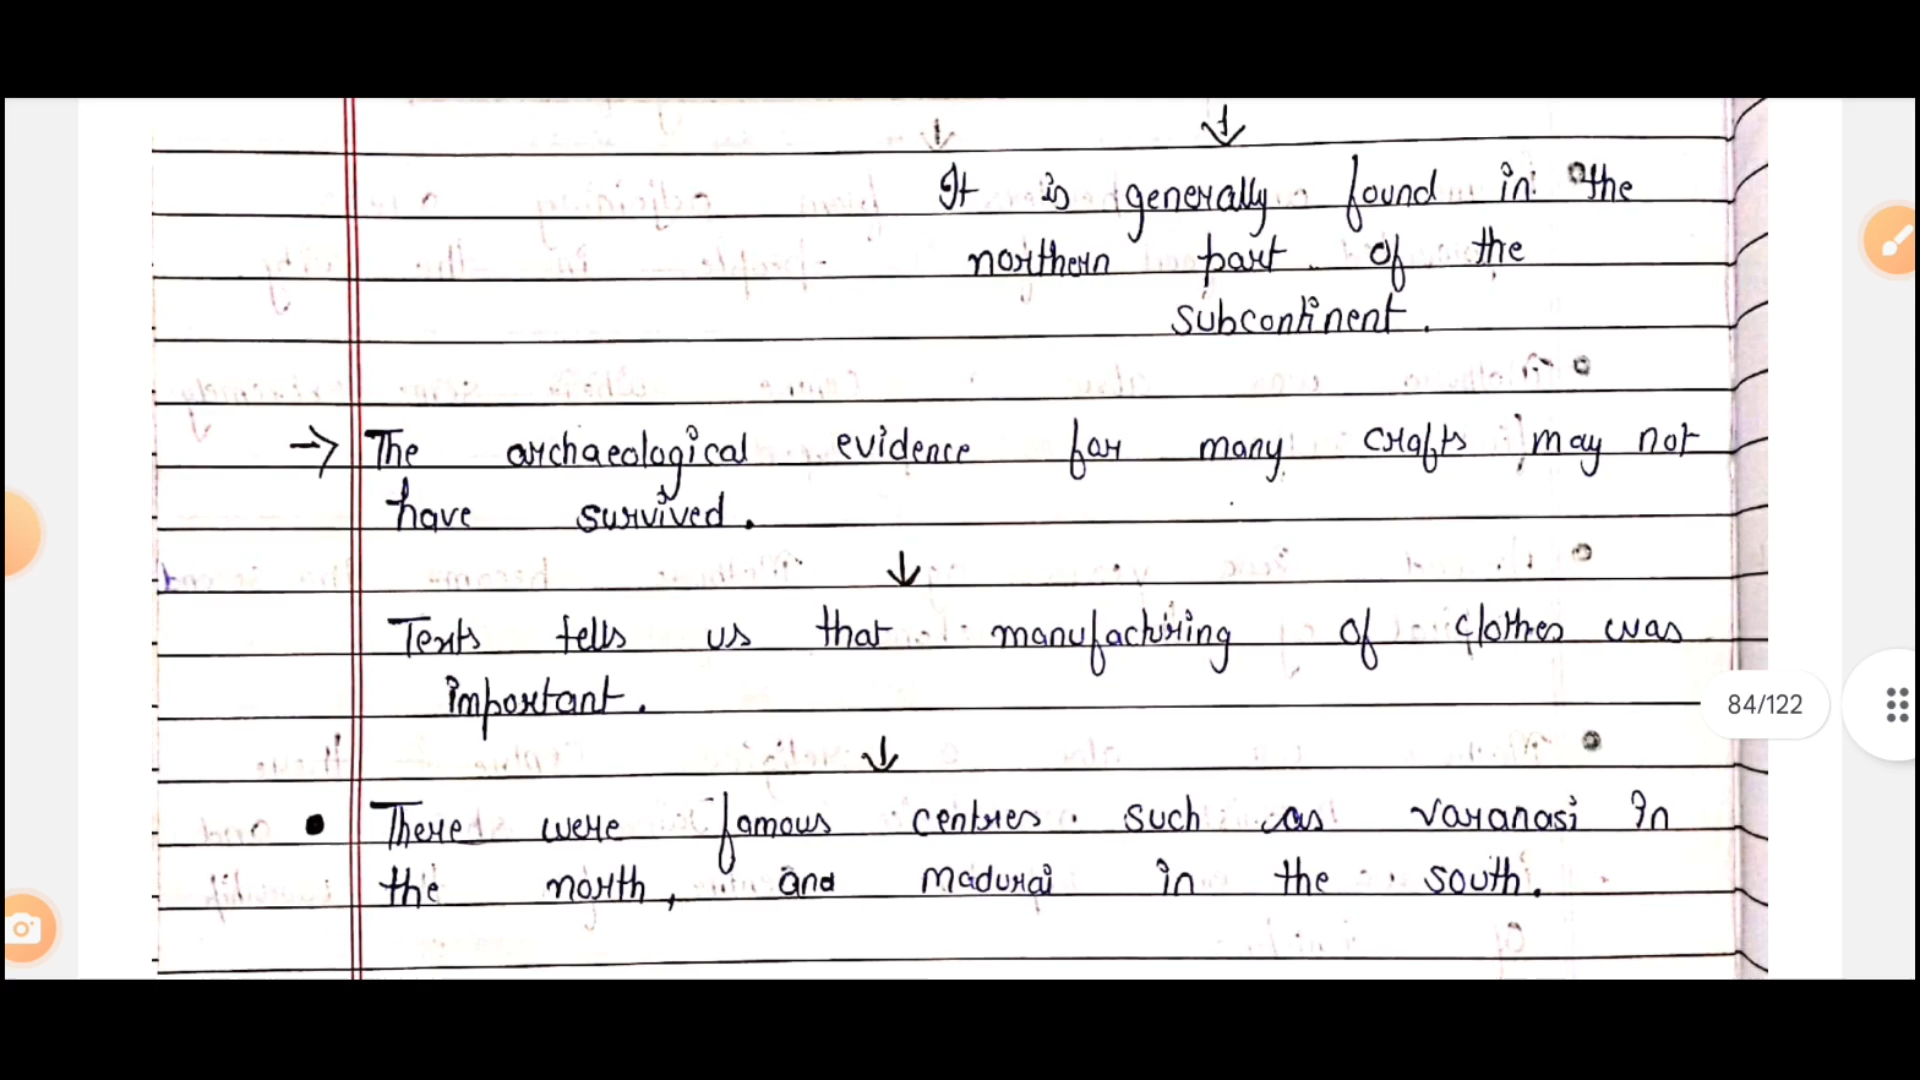 It is generally found in the
northern part of the
subcontinent.
→ The archaeological evidence for many crafts may not
have survived.
Texts tells us that manufacturing of clothes was
important.
84/122
• There were famous centres such as varanasi In
the north, and madurai in the south.